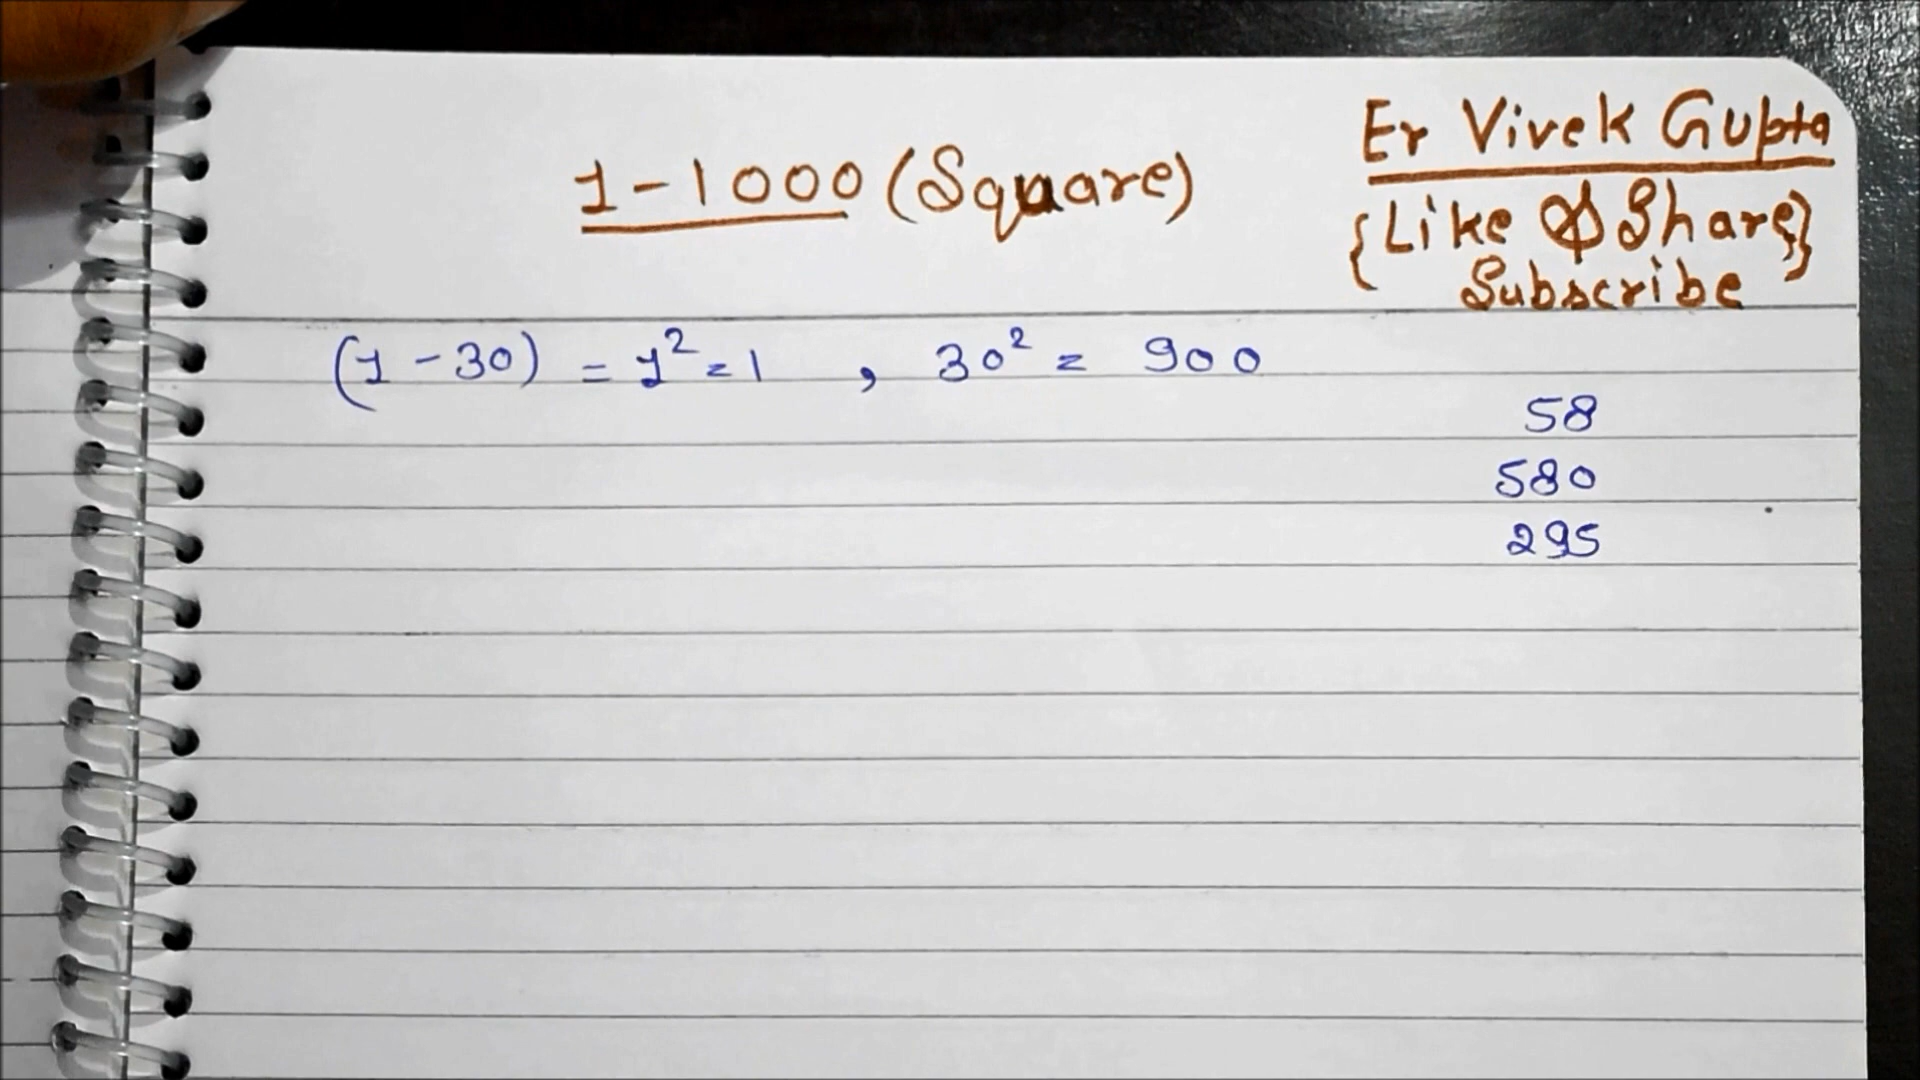 1-1000 (Square)
Er Vivek Gupta
{Like & Share}
Subscribe
(1-30) = 1² = 1 , 30² = 900
58
580
295